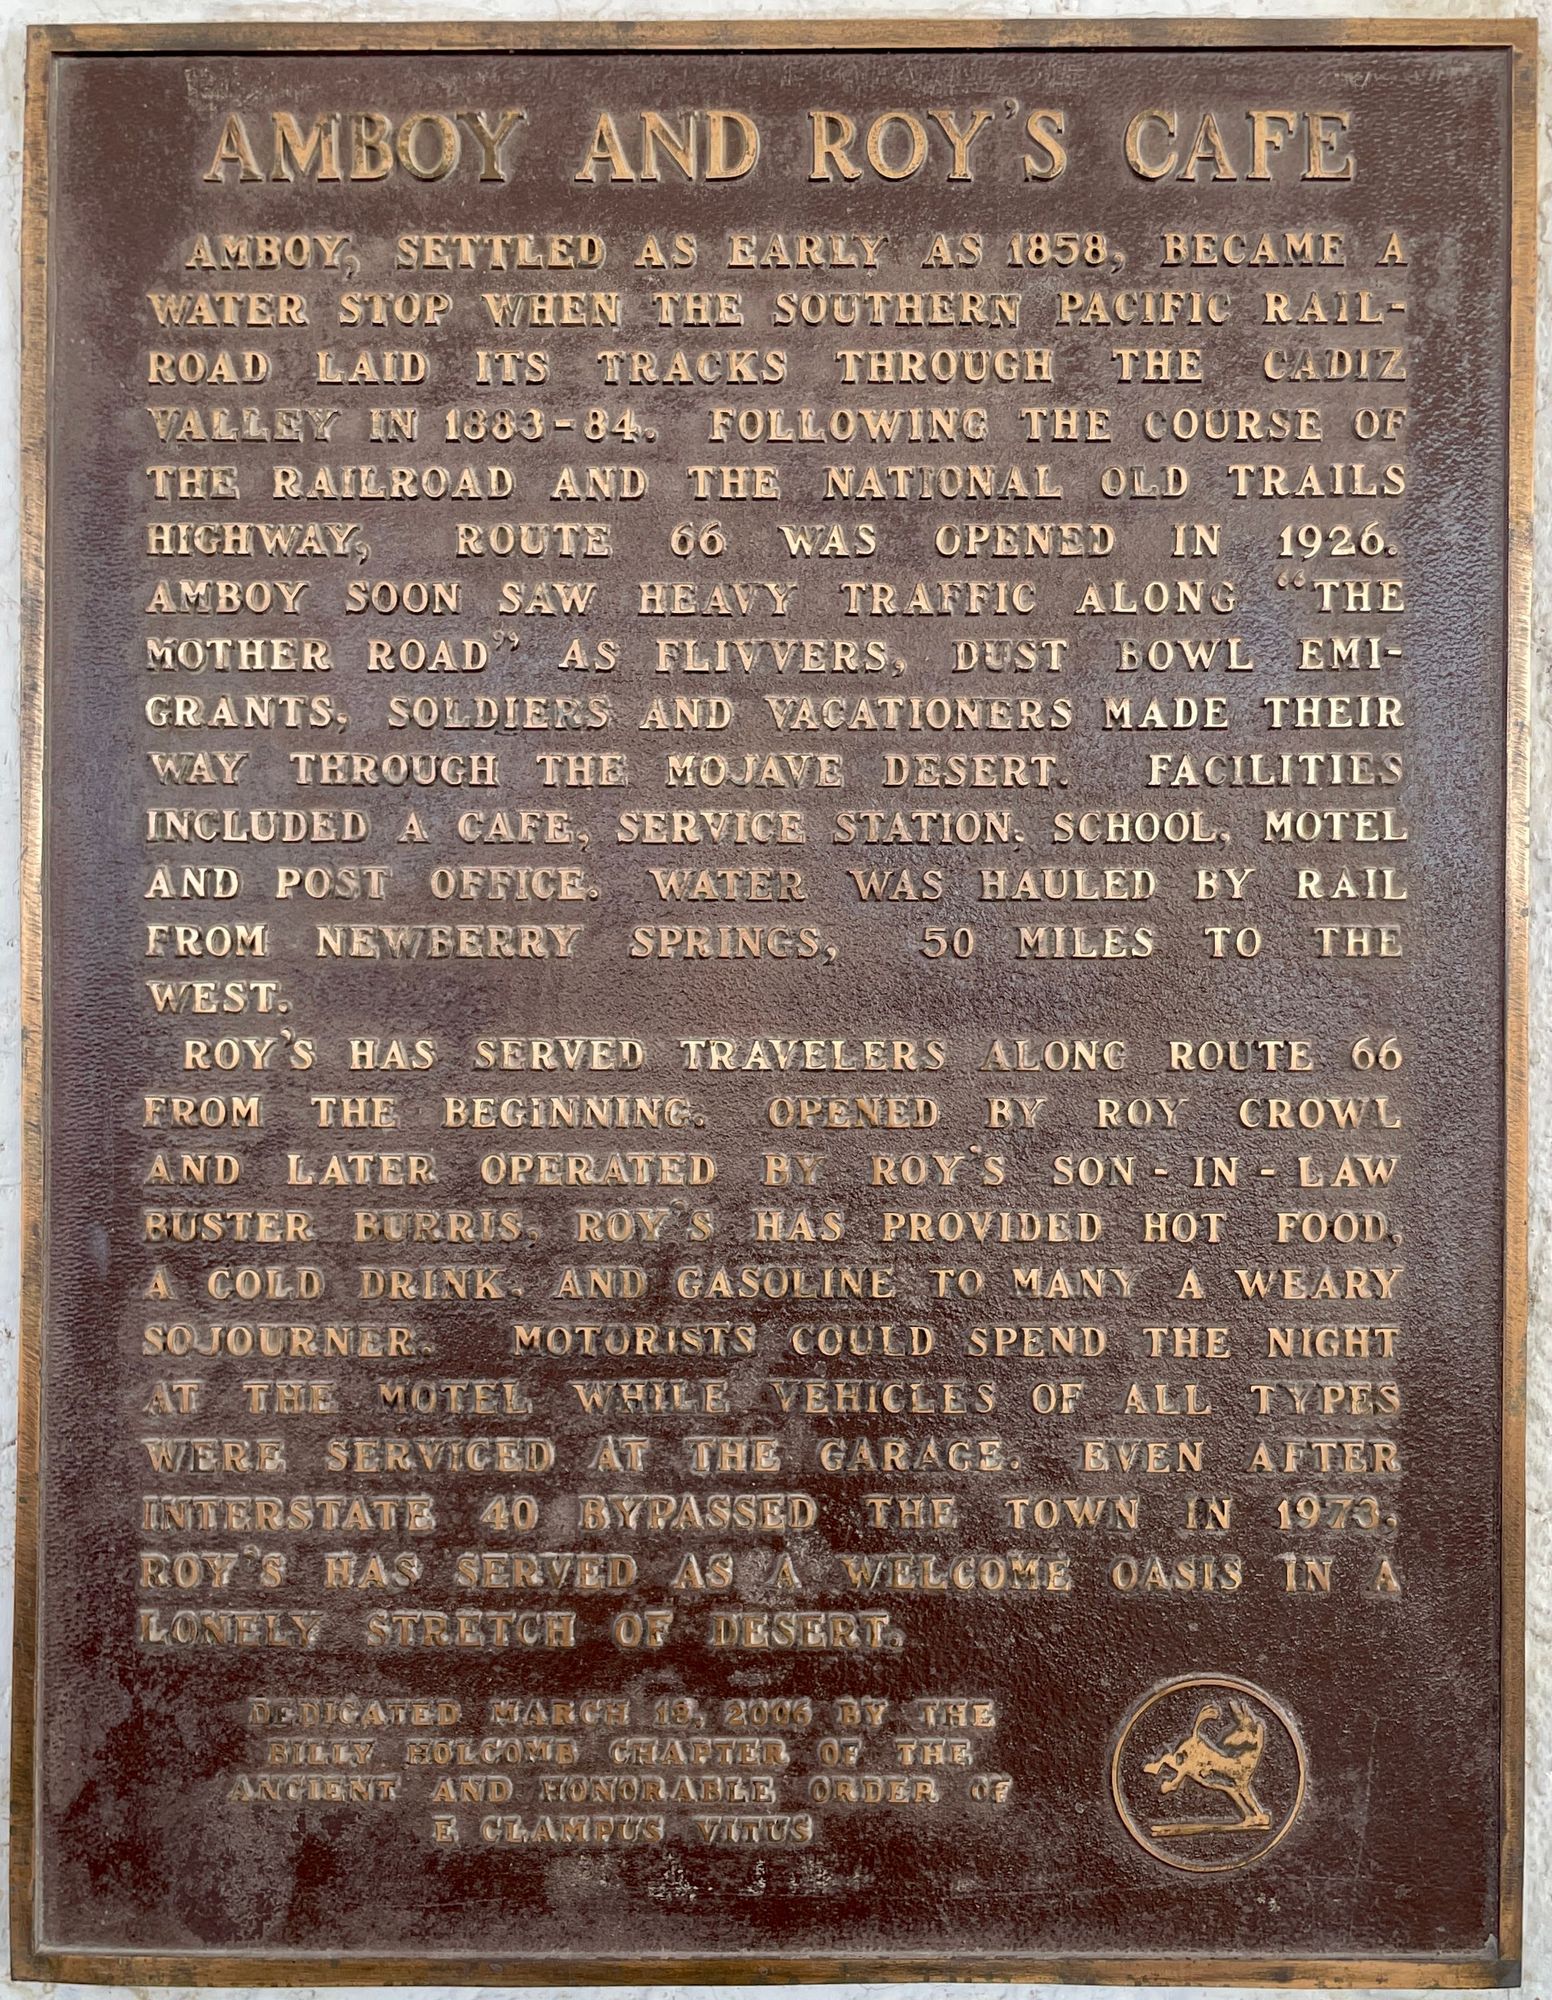 AMBOY AND ROY'S CAFE
AMBOY, SETTLED AS EARLY AS 1858, BECAME A
WATER STOP WHEN THE SOUTHERN PACIFIC RAIL-
ROAD LAID ITS TRACKS THROUGH THE CADIZ
VALLEY IN 1883-84. FOLLOWING THE COURSE OF
THE RAILROAD AND THE NATIONAL OLD TRAILS
HIGHWAY, ROUTE 66 WAS OPENED IN 1926.
AMBOY SOON SAW HEAVY TRAFFIC ALONG “THE
MOTHER ROAD” AS FLIVVERS, DUST BOWL EMI-
GRANTS, SOLDIERS AND VACATIONERS MADE THEIR
WAY THROUGH THE MOJAVE DESERT. FACILITIES
INCLUDED A CAFE, SERVICE STATION, SCHOOL, MOTEL
AND POST OFFICE. WATER WAS HAULED BY RAIL
FROM NEWBERRY SPRINGS, 50 MILES TO THE
WEST.
ROY'S HAS SERVED TRAVELERS ALONG ROUTE 66
FROM THE BEGINNING. OPENED BY ROY CROWL
AND LATER OPERATED BY ROY'S SON-IN-LAW
BUSTER BURRIS, ROY'S HAS PROVIDED HOT FOOD,
A COLD DRINK, AND GASOLINE TO MANY A WEARY
SOJOURNER. MOTORISTS COULD SPEND THE NIGHT
AT THE MOTEL WHILE VEHICLES OF ALL TYPES
WERE SERVICED AT THE GARAGE. EVEN AFTER
INTERSTATE 40 BYPASSED THE TOWN IN 1973,
ROY'S HAS SERVED AS A WELCOME OASIS IN A
LONELY STRETCH OF DESERT.
DEDICATED MARCH 18, 2006 BY THE
BILLY HOLCOMB CHAPTER OF THE
ANCIENT AND HONORABLE ORDER OF
E CLAMPUS VITUS